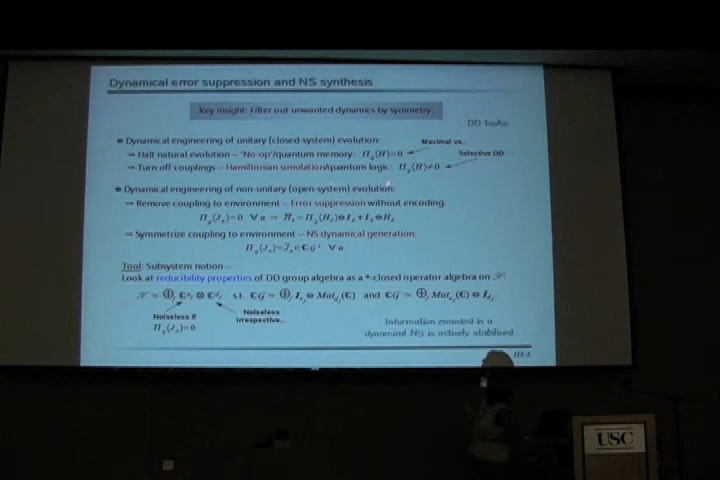 Dynamical error suppression and NS synthesis
Key insight: Filter out unwanted dynamics by symmetry.
DD tasks:
Dynamical engineering of unitary (closed-system) evolution:
Maximal vs...
→ Halt natural evolution – 'No-op'/quantum memory: Π_g(H)=0
Selective DD
→ Turn off couplings – Hamiltonian simulation/quantum logic: Π_g(H)≠0
Dynamical engineering of non-unitary (open-system) evolution:
→ Remove coupling to environment – Error suppression without encoding:
→ Symmetrize coupling to environment – NS dynamical generation:
Tool: Subsystem notion –
Look at reducibility properties of DD group algebra as a *-closed operator algebra on
Noiseless if
Noiseless
irrespective...
Information encoded in a
dynamical NS is actively stabilized
III.4
USC